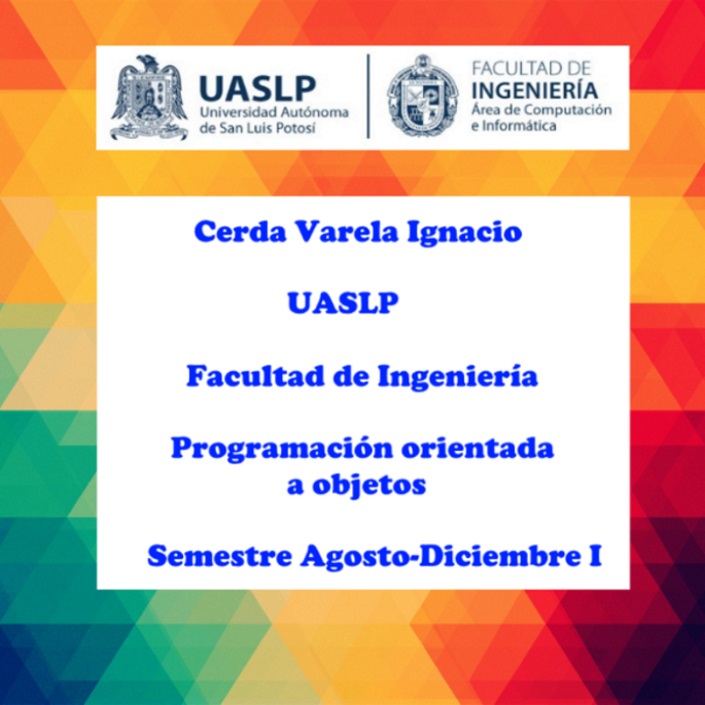 UASLP
Universidad Autónoma
de San Luis Potosí
FACULTAD DE
INGENIERÍA
Área de Computación
e Informática
Cerda Varela Ignacio
UASLP
Facultad de Ingeniería
Programación orientada
a objetos
Semestre Agosto-Diciembre I